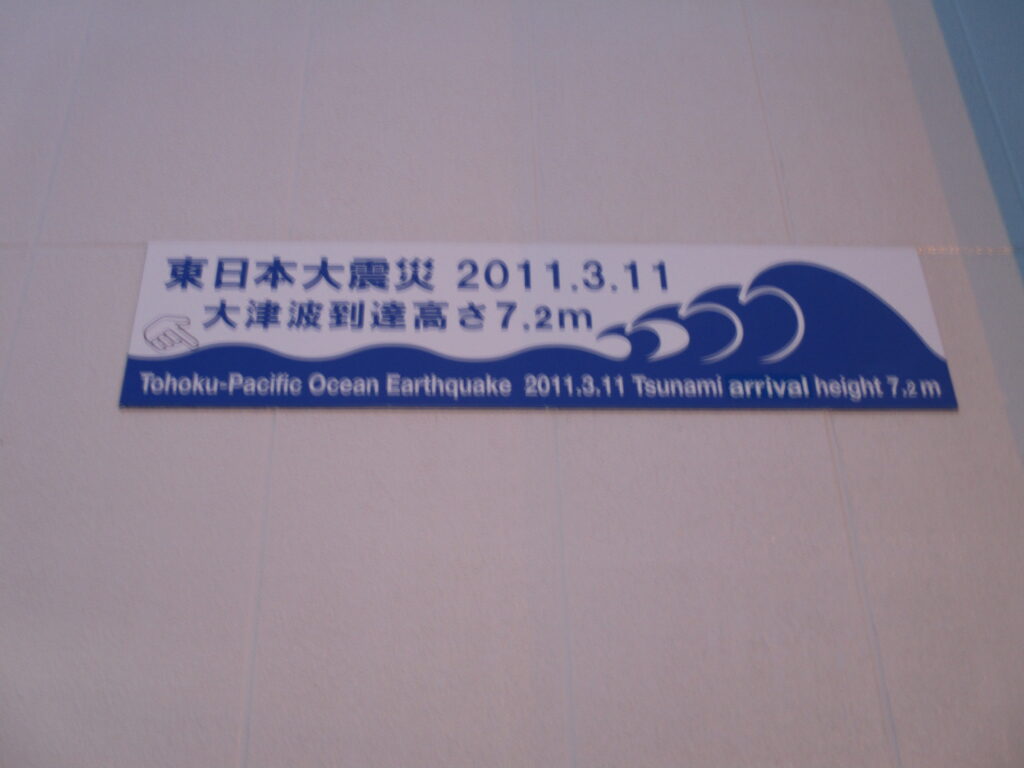 東日本大震災 2011.3.11
大津波到達高さ7.2m
Tohoku-Pacific Ocean Earthquake 2011.3.11 Tsunami arrival height 7.2m